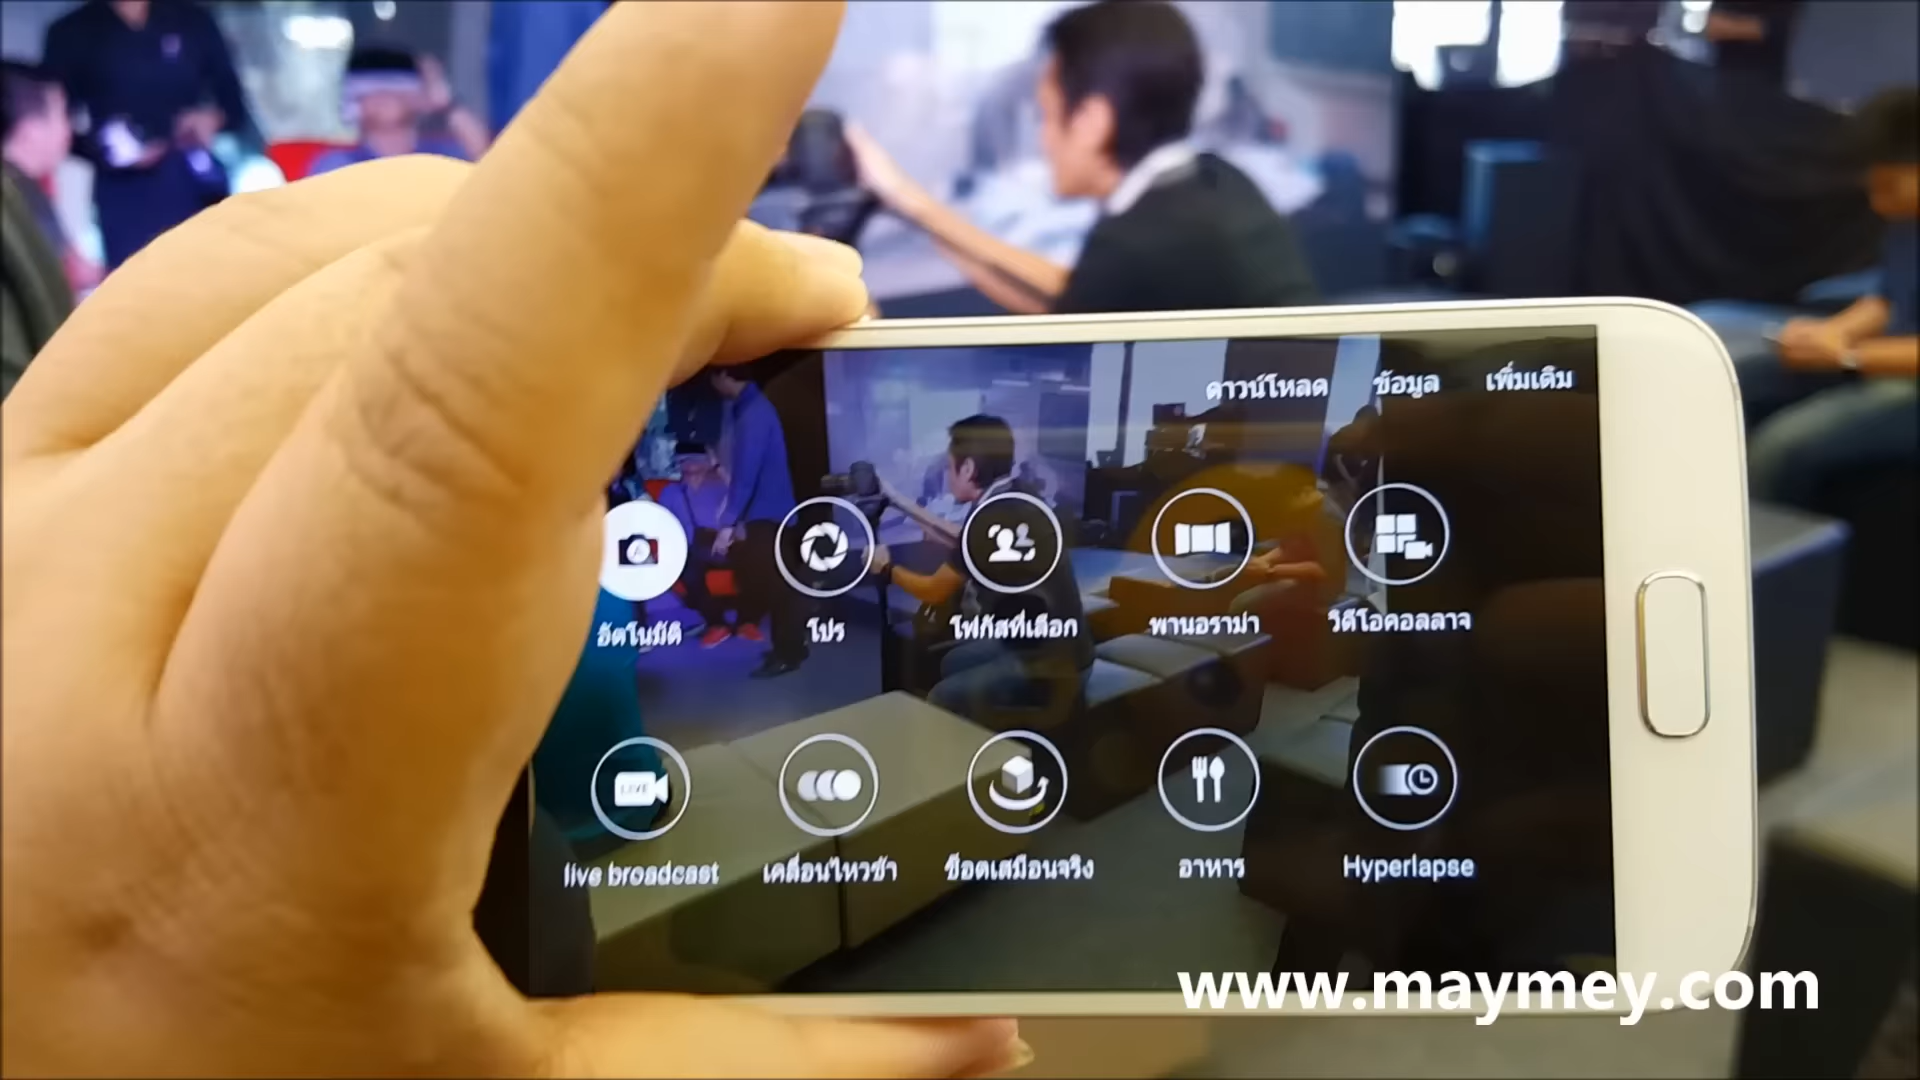 ดาวน์โหลด ข้อมูล เพิ่มเติม
อัตโนมัติ โปร โฟกัสที่เลือก พานอราม่า วิดีโอคอลลาจ
LIVE
live broadcast เคลื่อนไหวช้า ช็อตเสมือนจริง อาหาร Hyperlapse
www.maymey.com